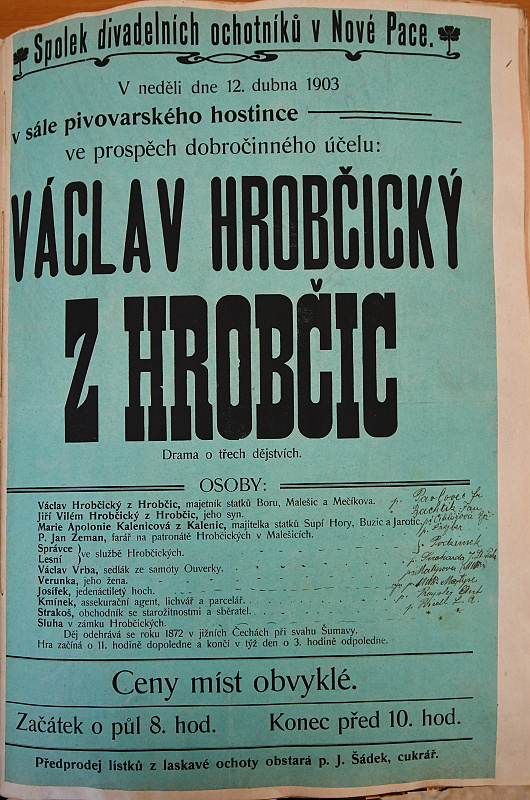 Spolek divadelních ochotníků v Nové Pace.
V neděli dne 12. dubna 1903
v sále pivovarského hostince
ve prospěch dobročinného účelu:
VÁCLAV HROBČICKÝ
Z HROBČIC
Drama o třech dějstvích.
OSOBY:
Václav Hrobčický z Hrobčic, majetník statků Boru, Malešic a Mečíkova.
Jiří Vilém Hrobčický z Hrobčic, jeho syn.
Marie Apolonie Kalenicová z Kalenic, majitelka statků Supí Hory, Buzic a Jarotic.
P. Jan Zeman, farář na patronátě Hrobčických v Malešicích.
Správce
Lesní } ve službě Hrobčických.
Václav Vrba, sedlák ze samoty Ouverky.
Verunka, jeho žena.
Josífek, jedenáctiletý hoch.
Kmínek, assekurační agent, lichvář a parcelář.
Strakoš, obchodník se starožitnostmi a sběratel.
Sluha v zámku Hrobčických.
Děj odehrává se roku 1872 v jižních Čechách při svahu Šumavy.
Hra začíná o 11. hodině dopoledne a končí v týž den o 3. hodině odpoledne.
Ceny míst obvyklé.
Začátek o půl 8. hod. Konec před 10. hod.
Předprodej lístků z laskavé ochoty obstará p. J. Šádek, cukrář.